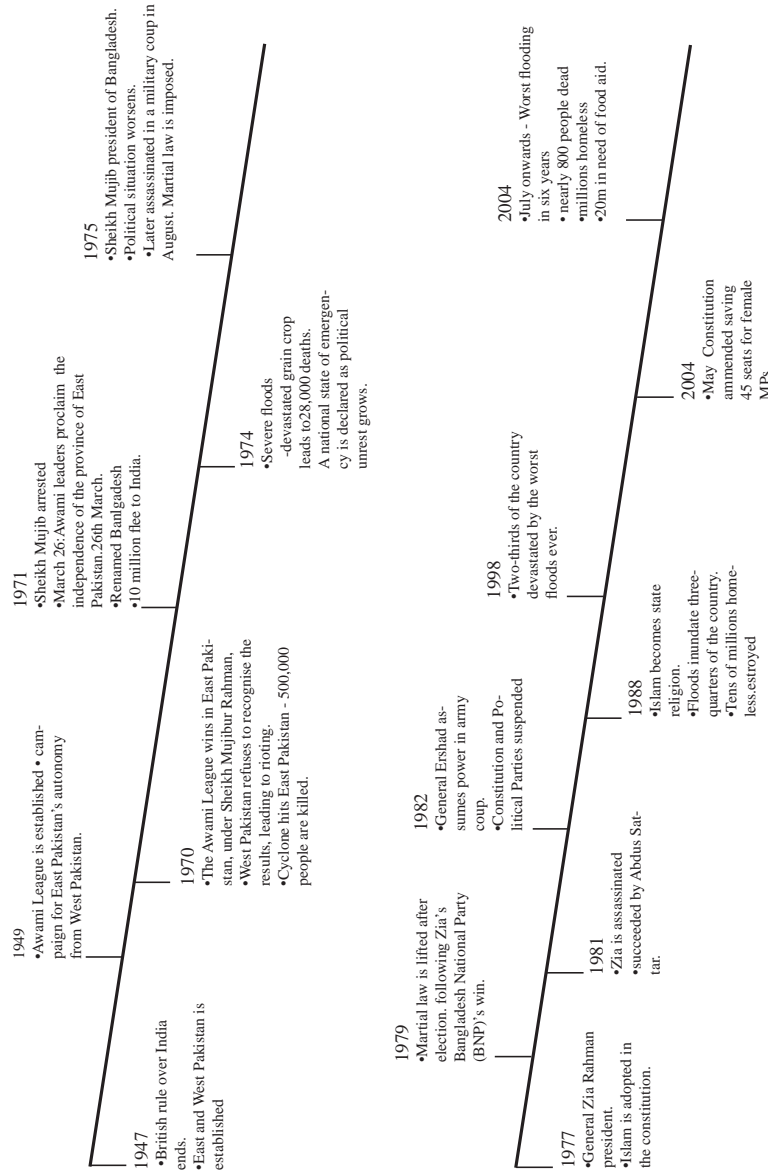 1947
•British rule over India
ends.
•East and West Pakistan is
established
1949
•Awami League is established • cam-
paign for East Pakistan's autonomy
from West Pakistan.
1970
•The Awami League wins in East Paki-
stan, under Sheikh Mujibur Rahman,
•West Pakistan refuses to recognise the
results, leading to rioting.
•Cyclone hits East Pakistan - 500,000
people are killed.
1971
•Sheikh Mujib arrested
•March 26:Awami leaders proclaim the
independence of the province of East
Pakistan.26th March.
•Renamed Banlgadesh
•10 million flee to India.
1974
•Severe floods
-devastated grain crop
leads to28,000 deaths.
A national state of emergen-
cy is declared as political
unrest grows.
1975
•Sheikh Mujib president of Bangladesh.
•Political situation worsens.
•Later assassinated in a military coup in
August. Martial law is imposed.
1977
•General Zia Rahman
president.
•Islam is adopted in
the constitution.
1979
•Martial law is lifted after
election. following Zia's
Bangladesh National Party
(BNP)'s win.
1981
•Zia is assassinated
•succeeded by Abdus Sat-
tar.
1982
•General Ershad as-
sumes power in army
coup.
•Constitution and Po-
litical Parties suspended
1988
•Islam becomes state
religion.
•Floods inundate three-
quarters of the country.
•Tens of millions home-
less.estroyed
1998
•Two-thirds of the country
devastated by the worst
floods ever.
2004
•May Constitution
ammended saving
45 seats for female
MPs
2004
•July onwards - Worst flooding
in six years
• nearly 800 people dead
•millions homeless
•20m in need of food aid.